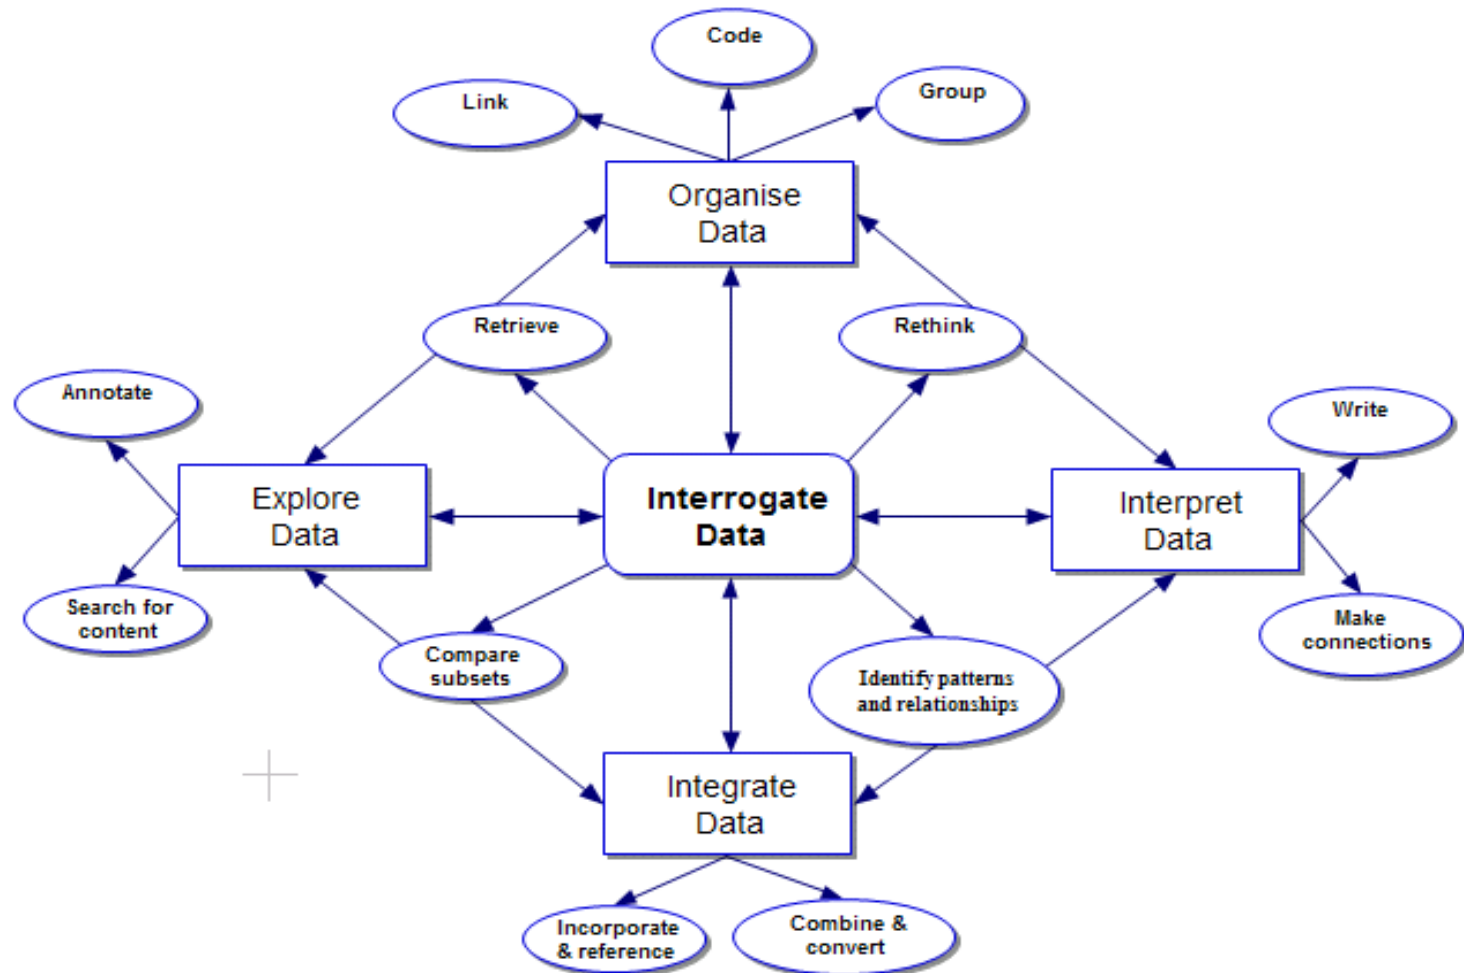 Code
Link
Group
Organise
Data
Retrieve
Rethink
Annotate
Write
Explore
Data
Interrogate
Data
Interpret
Data
Search for
content
Make
connections
Compare
subsets
Identify patterns
and relationships
Integrate
Data
Incorporate
& reference
Combine &
convert